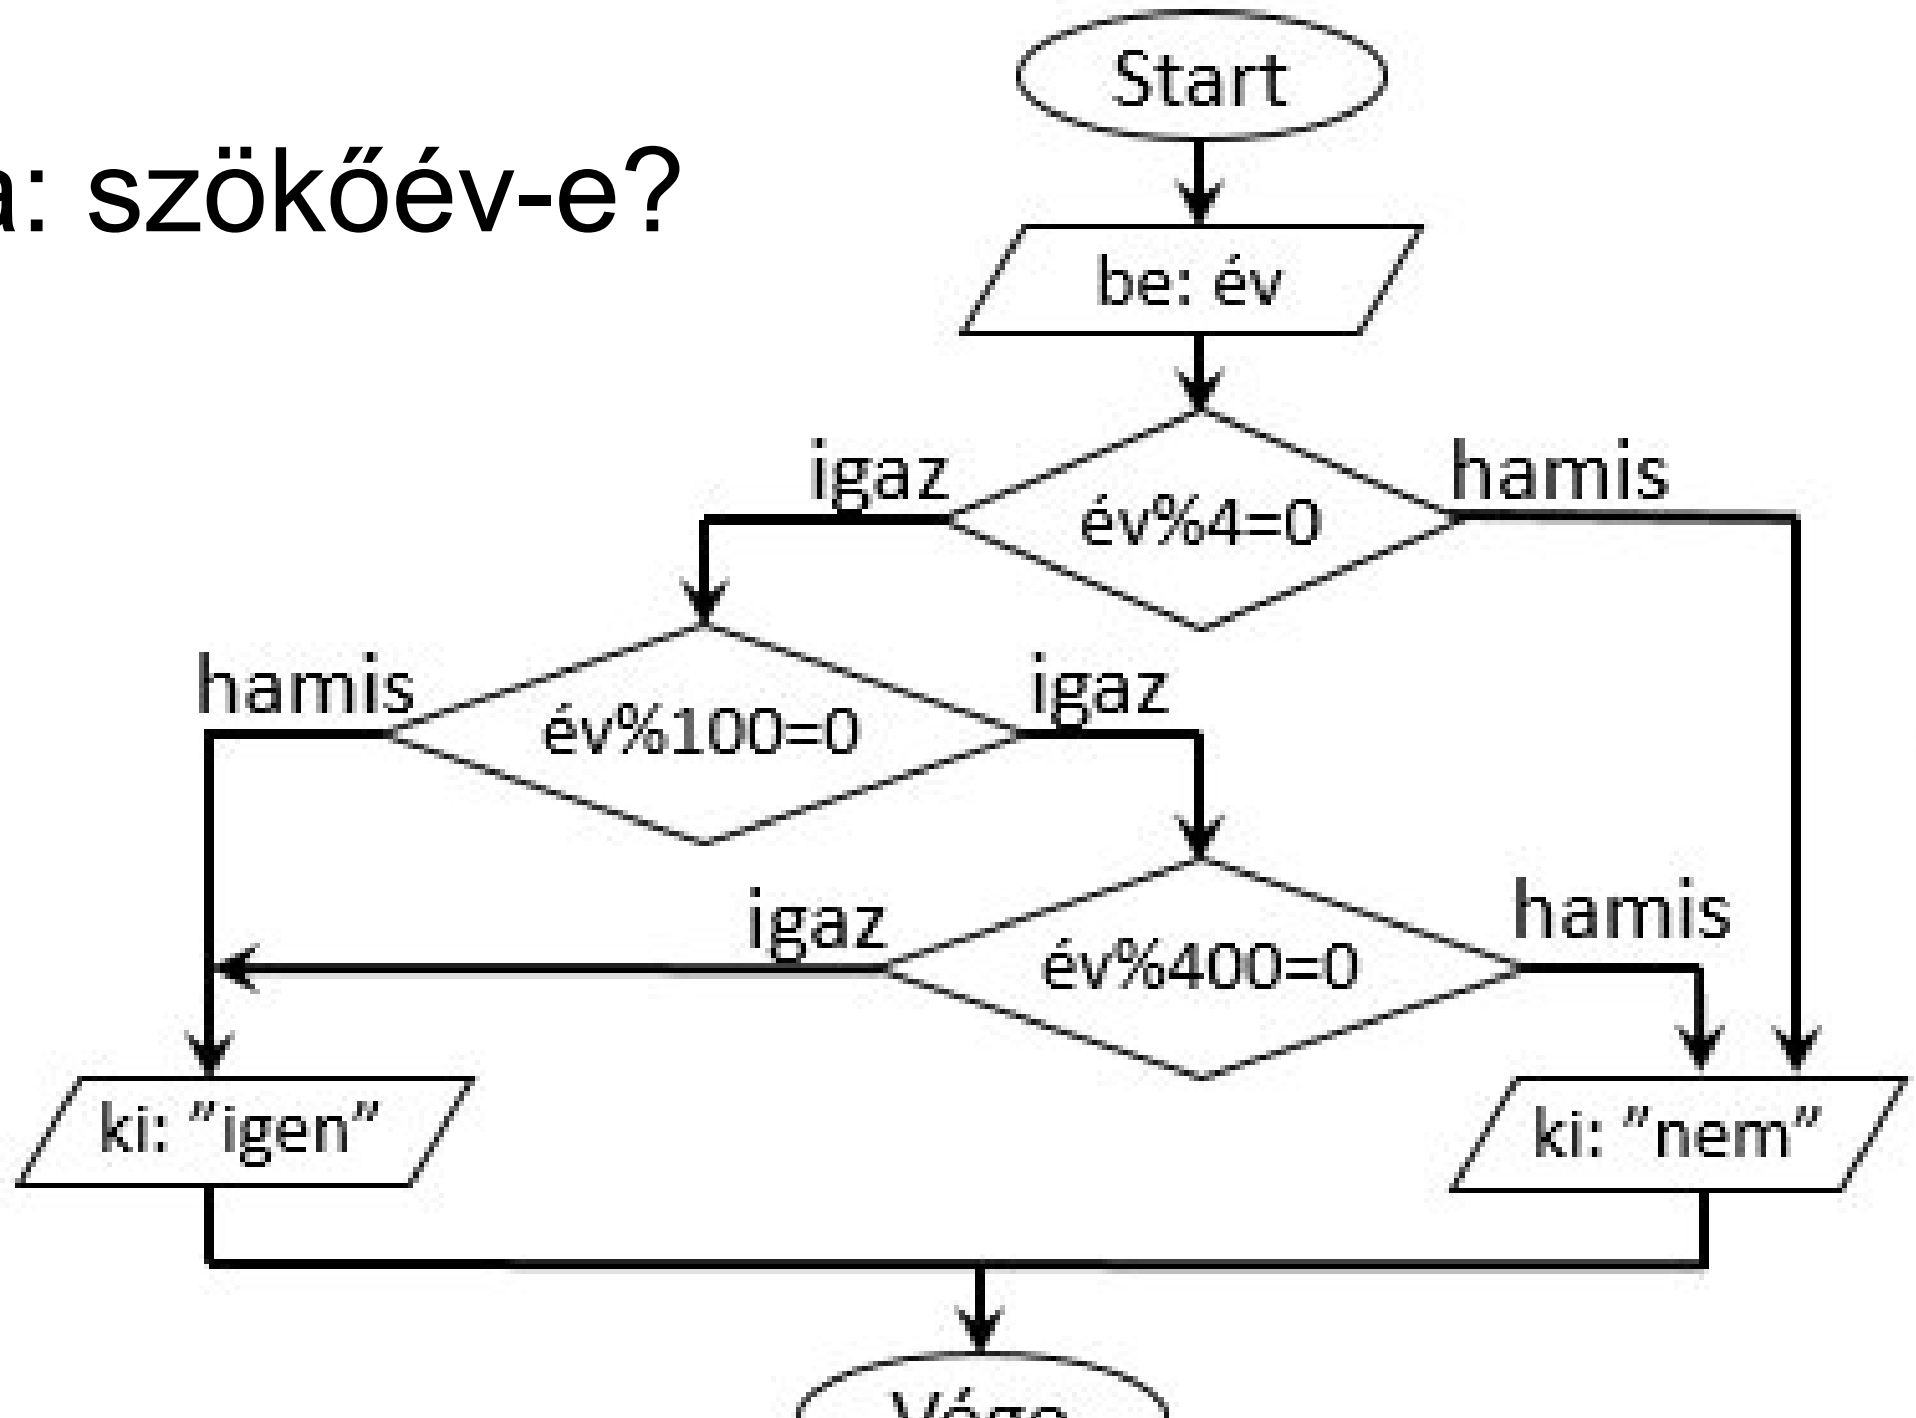 Start
a: szökőév-e?
be: év
igaz
hamis
év%4=0
hamis
igaz
év%100=0
igaz
hamis
év%400=0
ki: ”igen”
ki: ”nem”
Vége